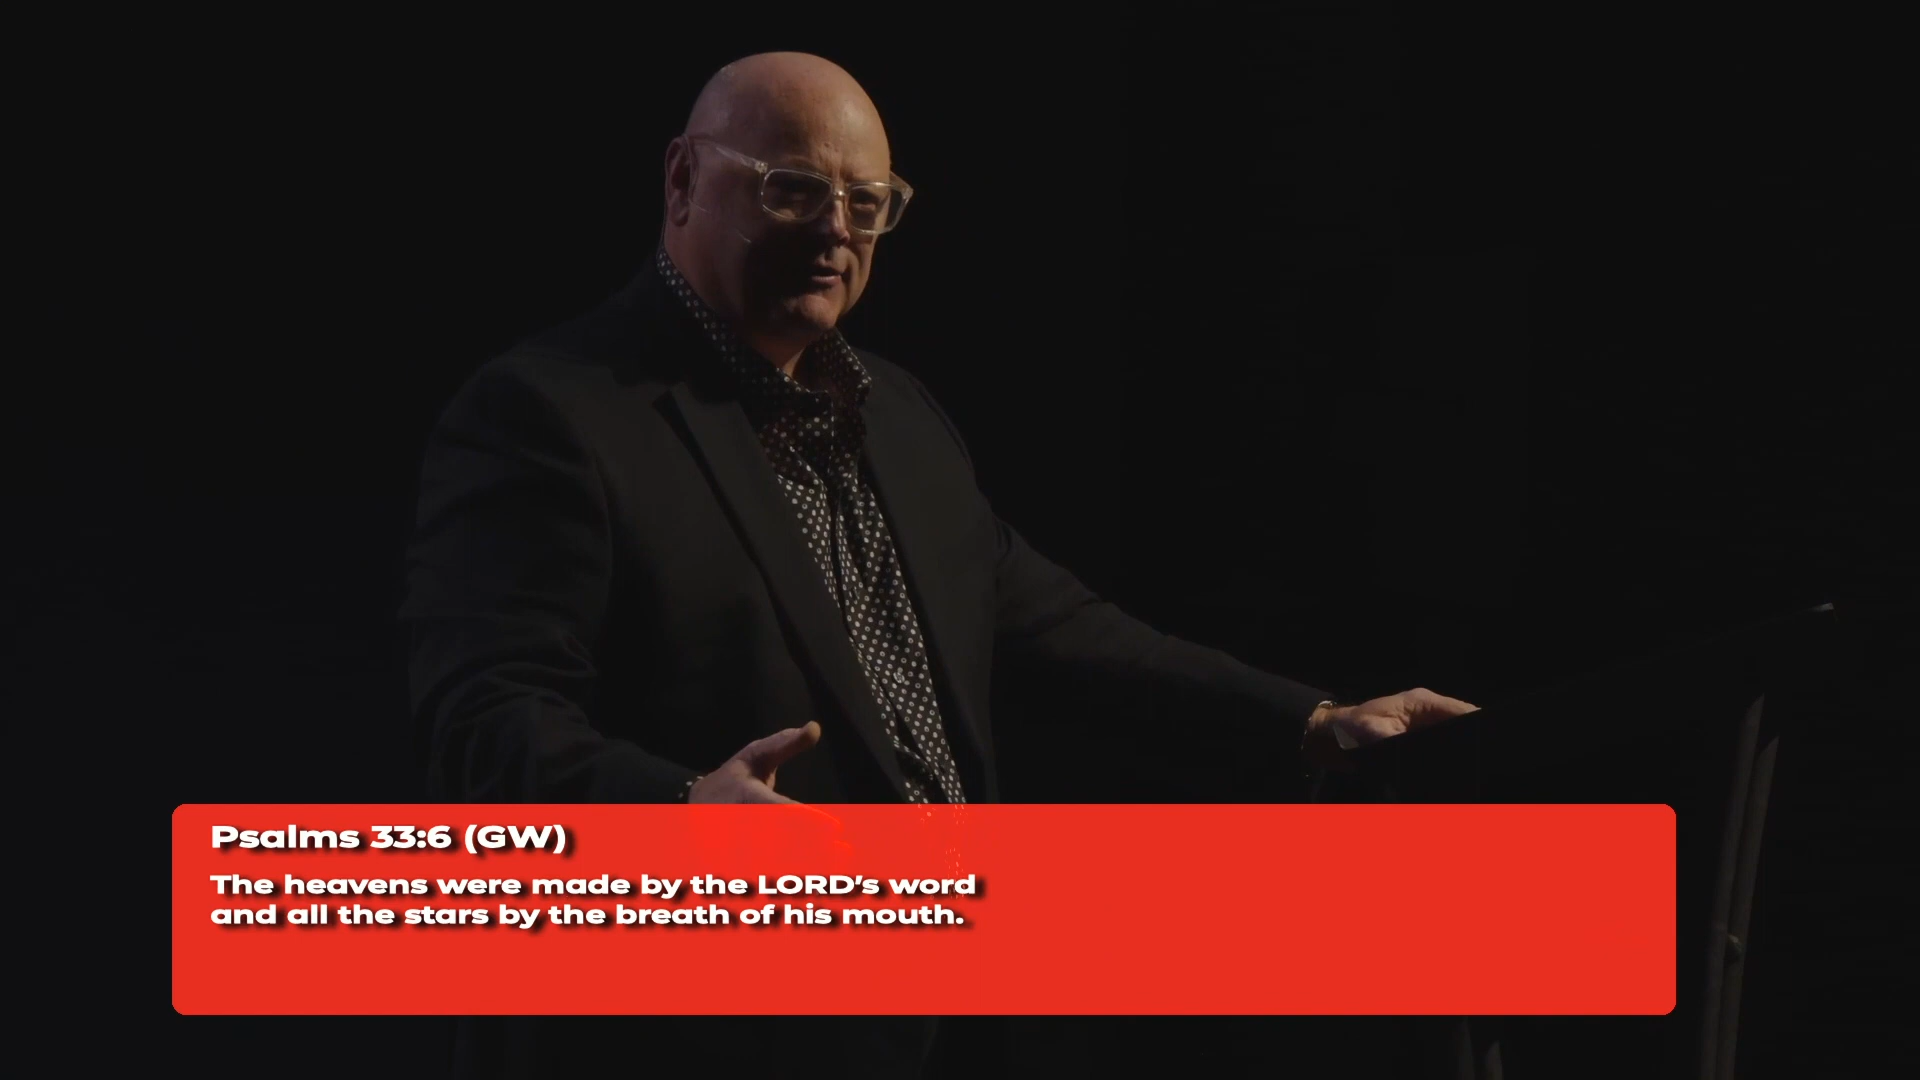 Psalms 33:6 (GW)
The heavens were made by the LORD's word
and all the stars by the breath of his mouth.